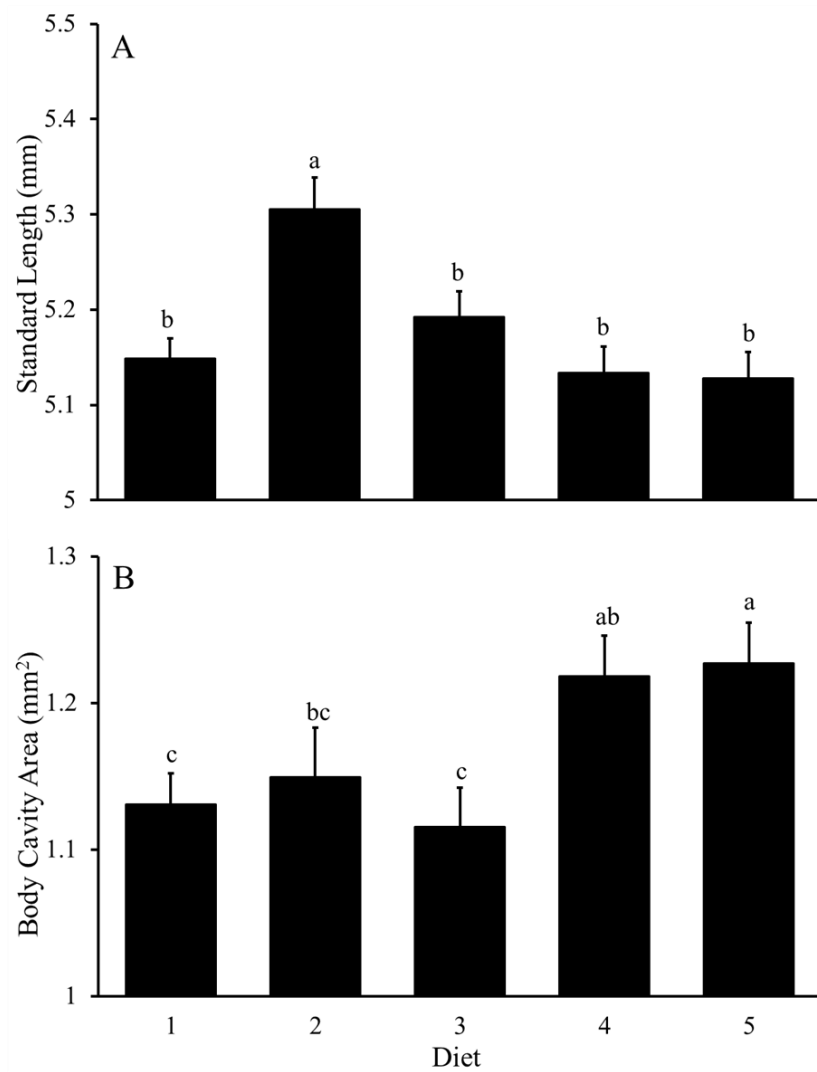 A
Standard Length (mm)
5.5
5.4
5.3
5.2
5.1
5
b
a
b
b
b
B
Body Cavity Area (mm²)
1.3
1.2
1.1
1
c
bc
c
ab
a
1 2 3 4 5
Diet